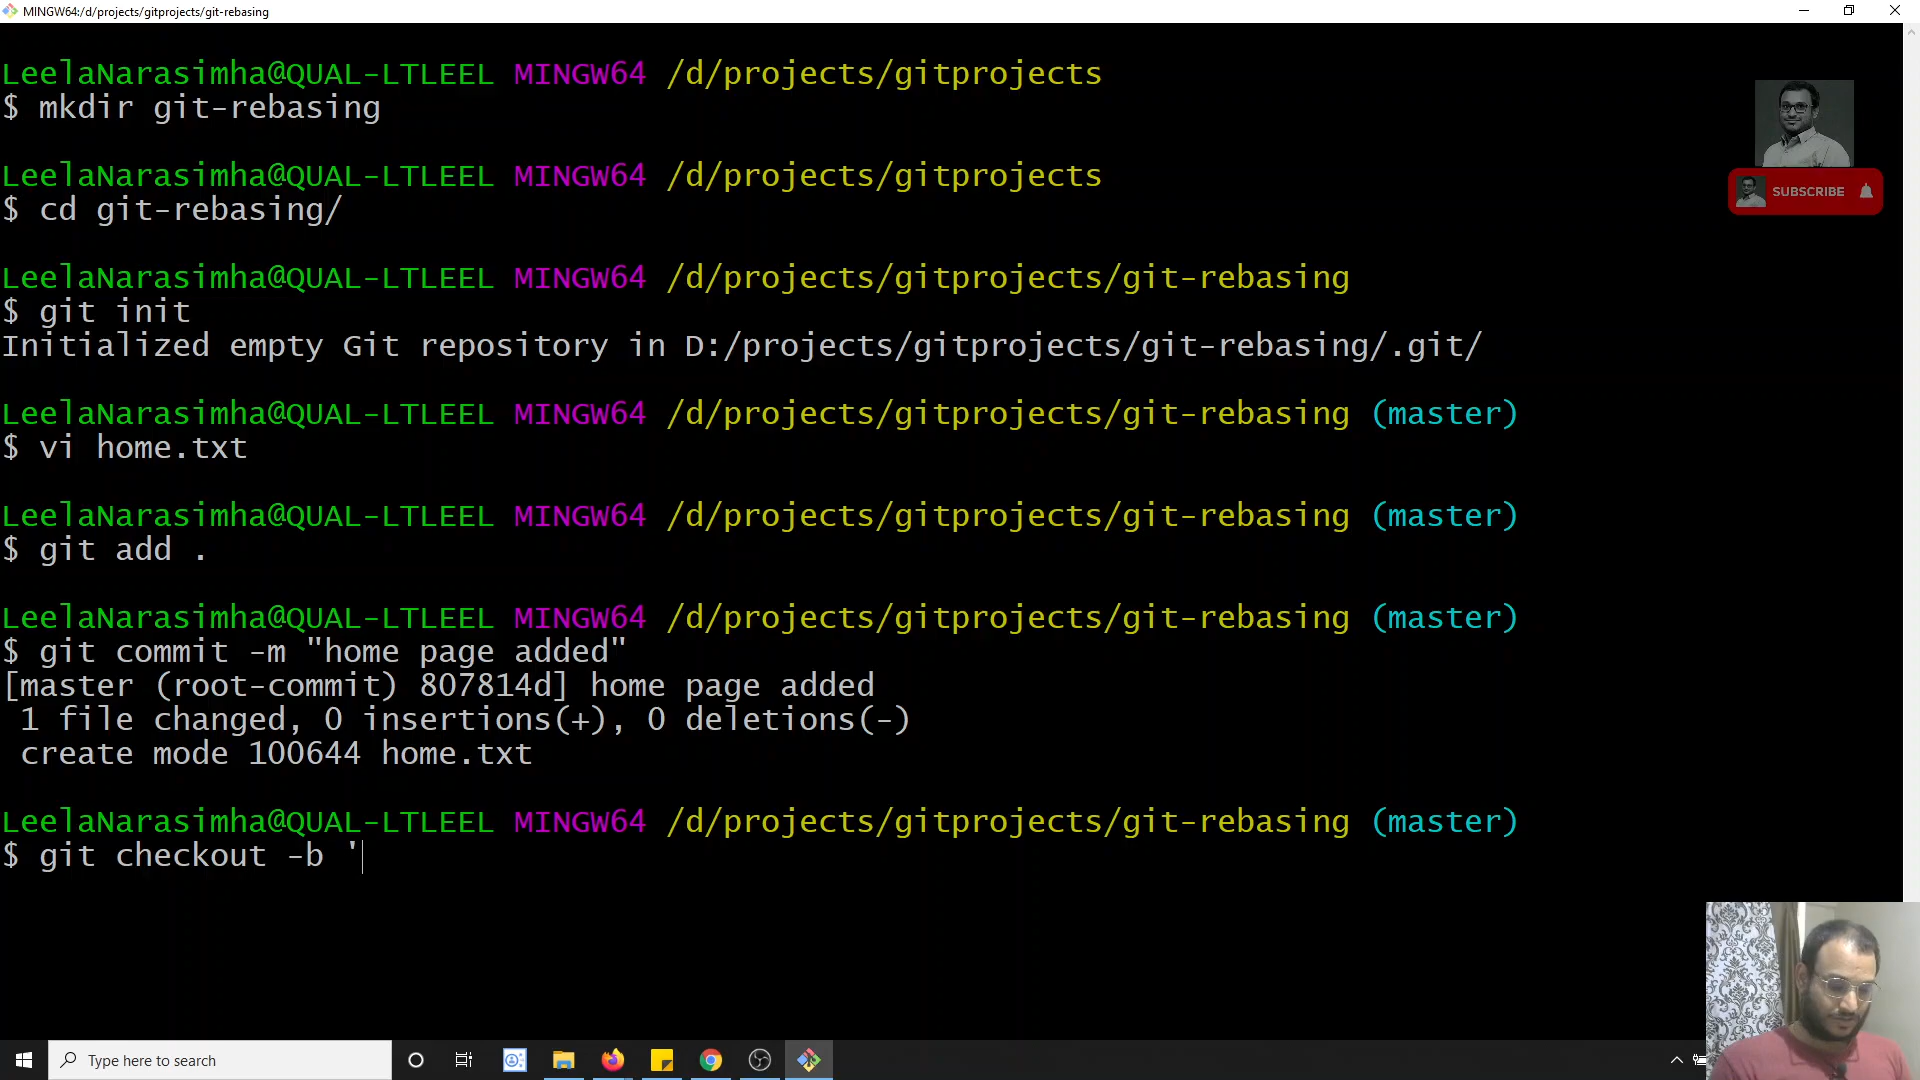 MINGW64:/d/projects/gitprojects/git-rebasing
LeelaNarasimha@QUAL-LTLEEL MINGW64 /d/projects/gitprojects
$ mkdir git-rebasing
LeelaNarasimha@QUAL-LTLEEL MINGW64 /d/projects/gitprojects
$ cd git-rebasing/
SUBSCRIBE
LeelaNarasimha@QUAL-LTLEEL MINGW64 /d/projects/gitprojects/git-rebasing
$ git init
Initialized empty Git repository in D:/projects/gitprojects/git-rebasing/.git/
LeelaNarasimha@QUAL-LTLEEL MINGW64 /d/projects/gitprojects/git-rebasing (master)
$ vi home.txt
LeelaNarasimha@QUAL-LTLEEL MINGW64 /d/projects/gitprojects/git-rebasing (master)
$ git add .
LeelaNarasimha@QUAL-LTLEEL MINGW64 /d/projects/gitprojects/git-rebasing (master)
$ git commit -m "home page added"
[master (root-commit) 807814d] home page added
 1 file changed, 0 insertions(+), 0 deletions(-)
 create mode 100644 home.txt
LeelaNarasimha@QUAL-LTLEEL MINGW64 /d/projects/gitprojects/git-rebasing (master)
$ git checkout -b '
Type here to search